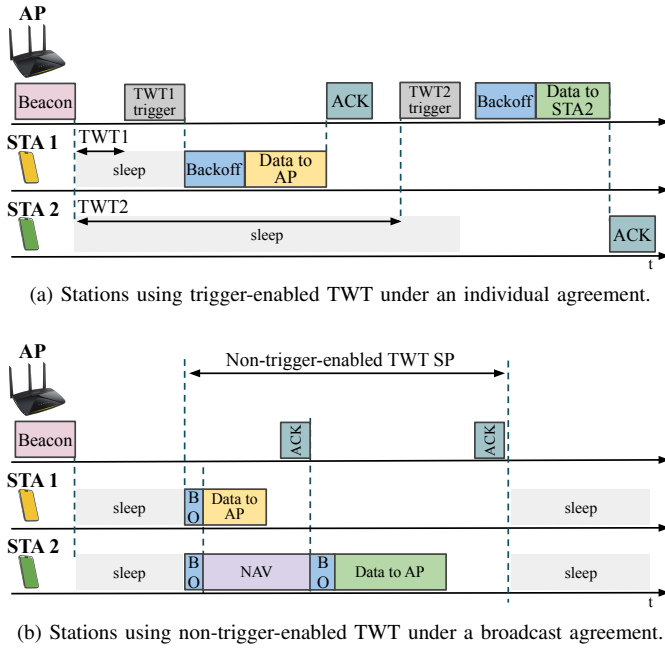 AP
Beacon
TWT1
trigger
ACK
TWT2
trigger
Backoff
Data to
STA2
STA 1
TWT1
sleep
Backoff
Data to
AP
STA 2
TWT2
sleep
ACK
t
(a) Stations using trigger-enabled TWT under an individual agreement.
AP
Non-trigger-enabled TWT SP
Beacon
ACK
ACK
STA 1
sleep
B
O
Data to
AP
sleep
STA 2
sleep
B
O
NAV
B
O
Data to AP
sleep
t
(b) Stations using non-trigger-enabled TWT under a broadcast agreement.